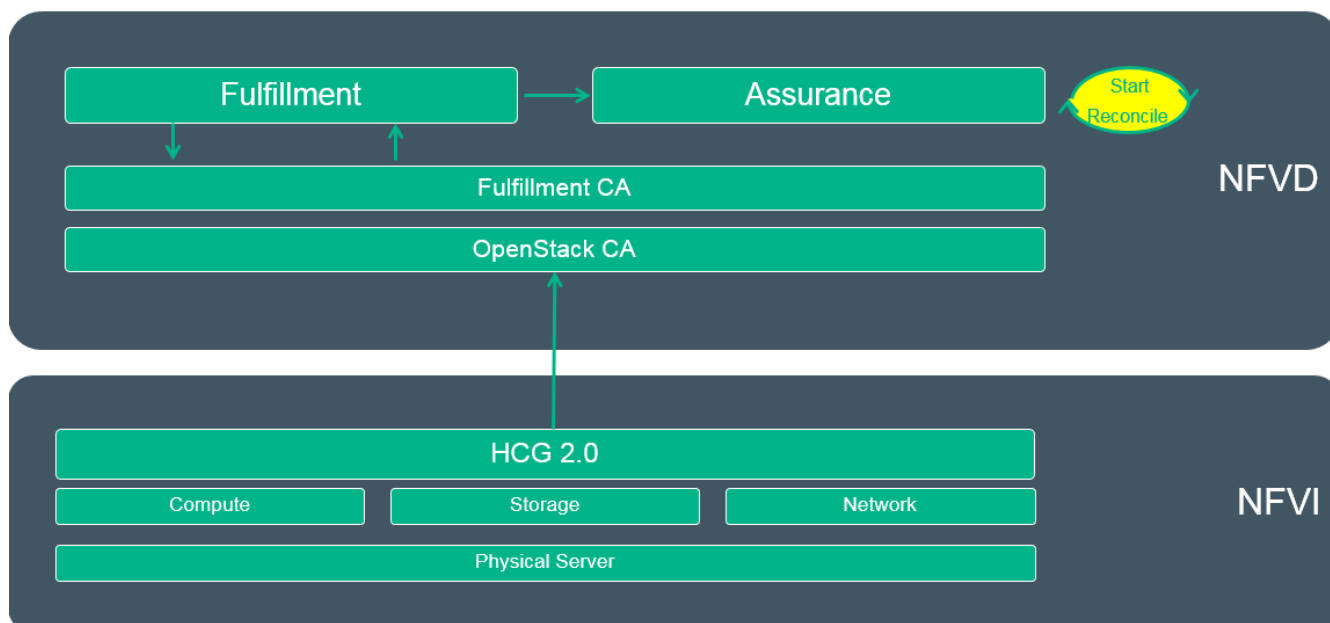 Fulfillment
Assurance
Start
Reconcile
NFVD
Fulfillment CA
OpenStack CA
HCG 2.0
Compute
Storage
Network
NFVI
Physical Server